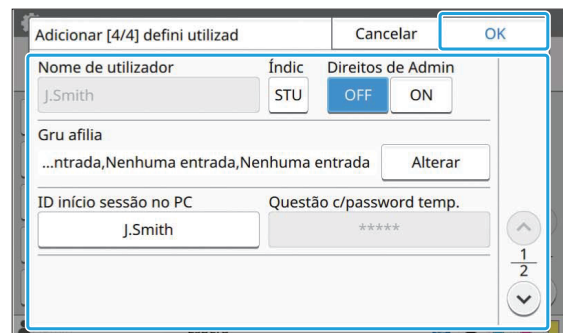 Adicionar [4/4] defini utilizad Cancelar OK
Nome de utilizador Índic Direitos de Admin
J.Smith STU OFF ON
Gru afilia
...ntrada,Nenhuma entrada,Nenhuma entrada Alterar
ID início sessão no PC Questão c/password temp.
J.Smith *****
1
2